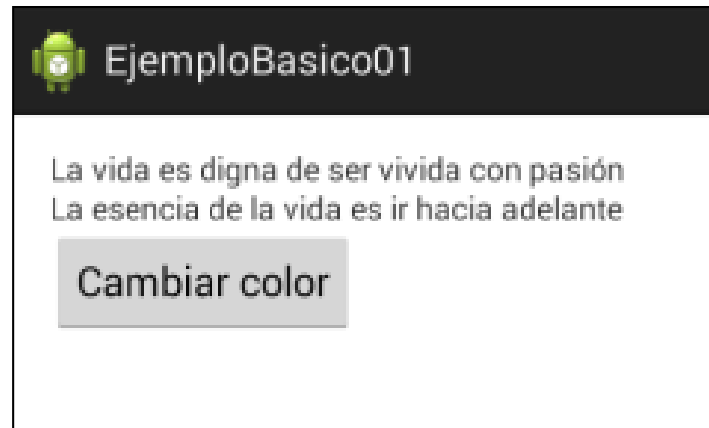 EjemploBasico01
La vida es digna de ser vivida con pasión
La esencia de la vida es ir hacia adelante
Cambiar color